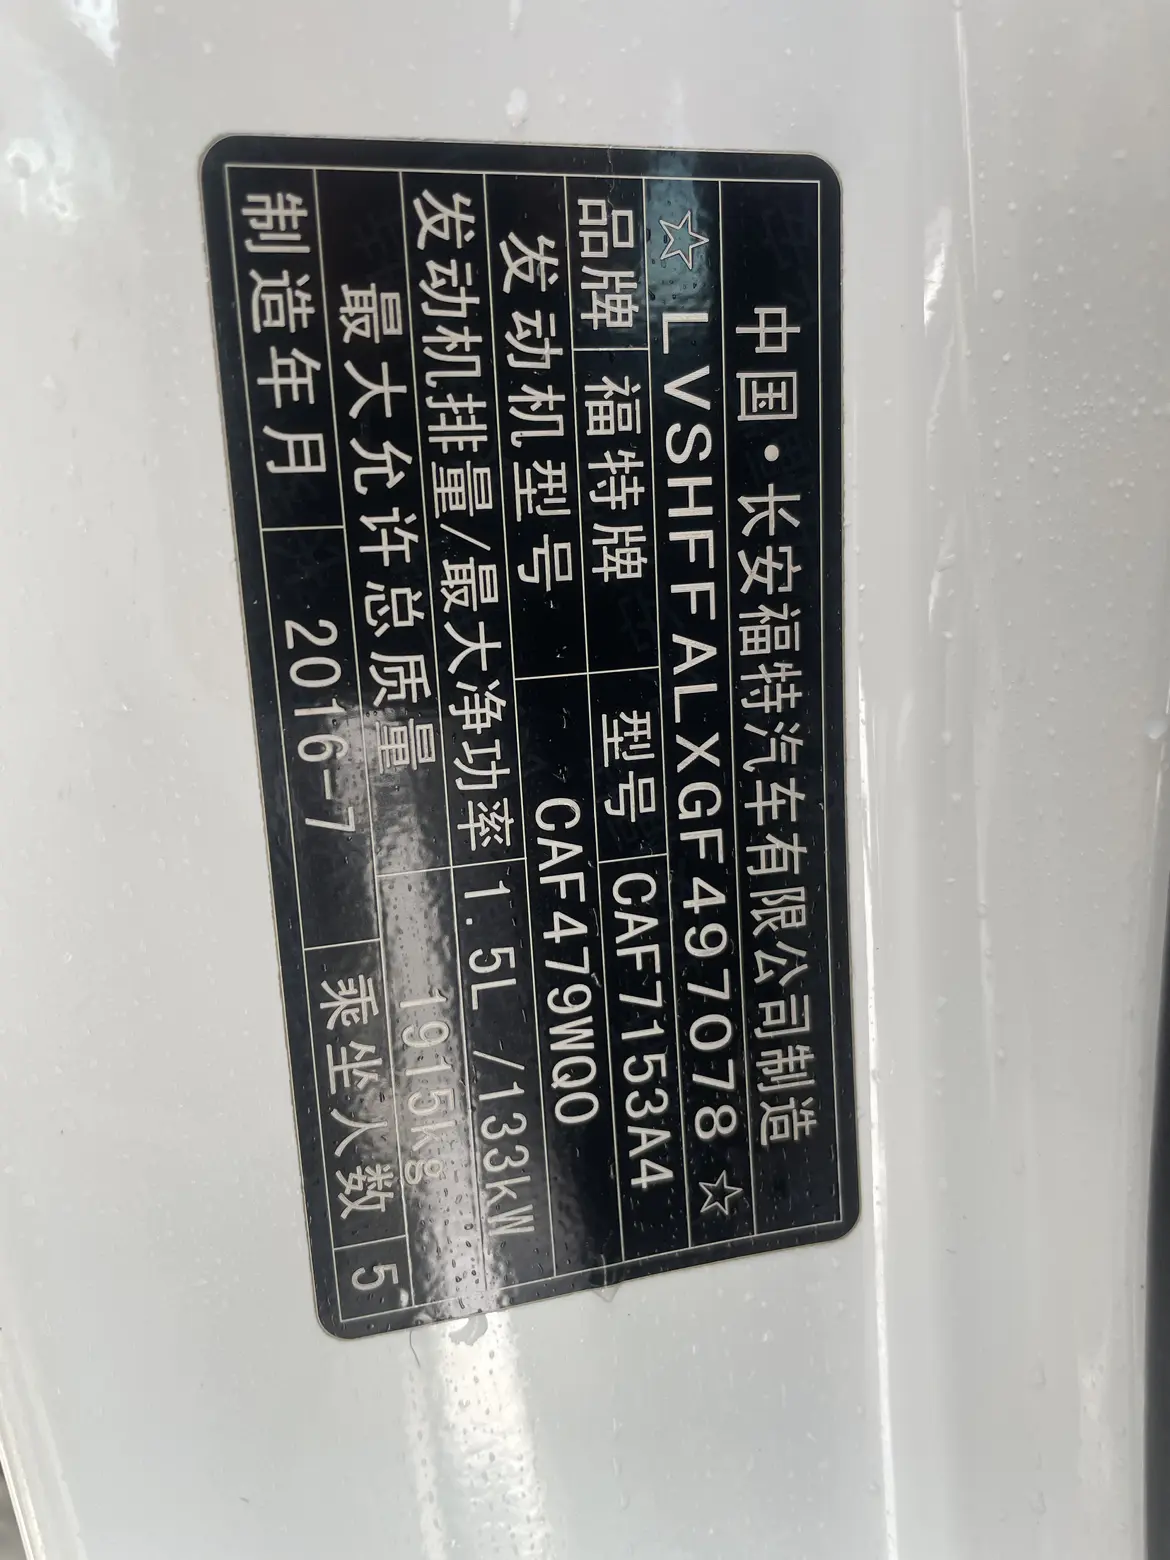 中国·长安福特汽车有限公司制造
☆LVSHFFALXGF497078☆
品牌 福特牌 型号 CAF7153A4
发动机型号 CAF479WQ0
发动机排量/最大净功率 1.5L /133kW
最大允许总质量 1915kg
制造年月 2016-7 乘坐人数 5